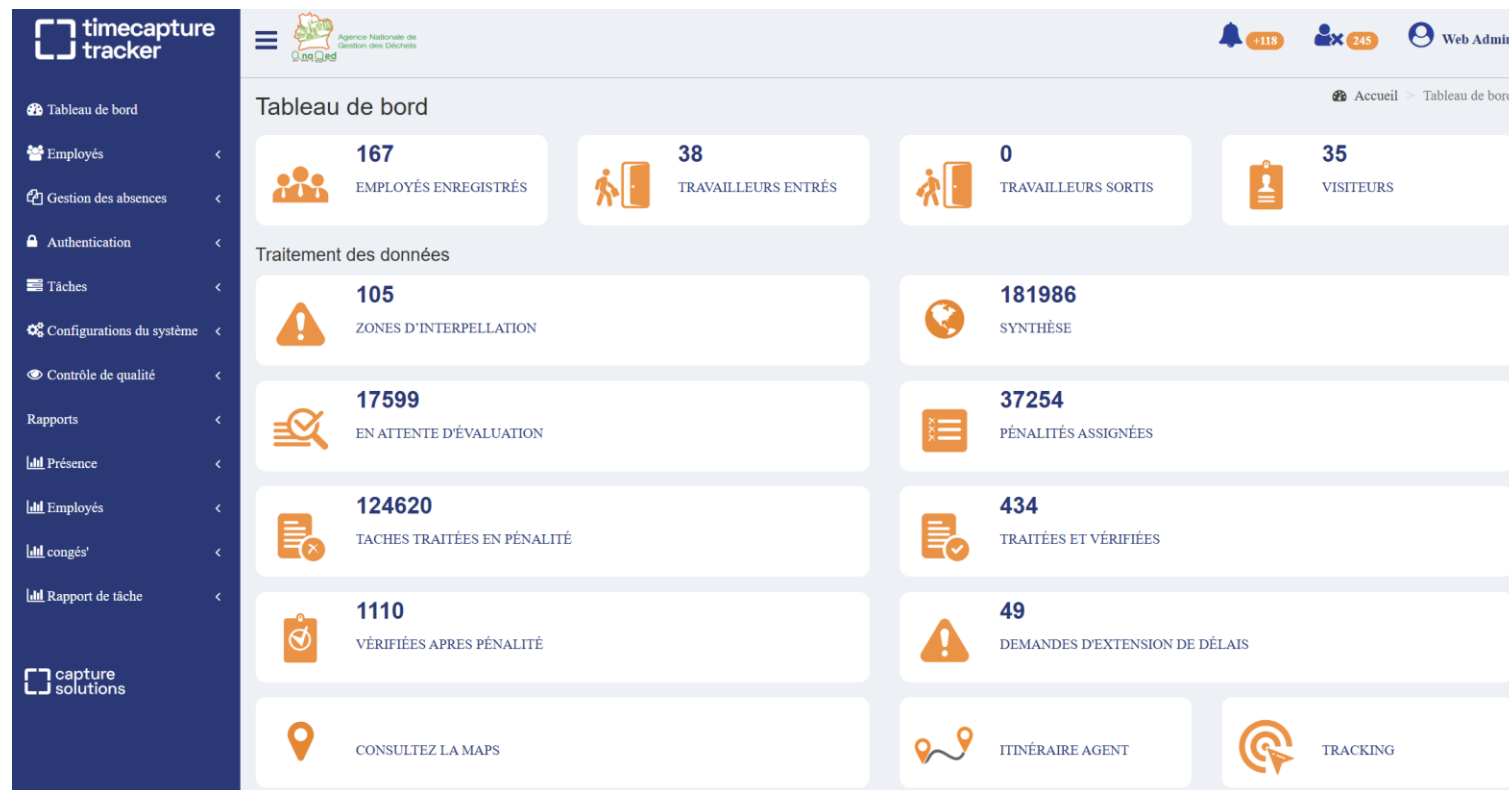 timecapture
tracker
Agence Nationale de
Gestion des Déchets
+118
245
Web Admin
Tableau de bord
Employés
Gestion des absences
Authentication
Tâches
Configurations du système
Contrôle de qualité
Rapports
Présence
Employés
congés'
Rapport de tâche
capture
solutions
Tableau de bord
Accueil > Tableau de bord
167
EMPLOYÉS ENREGISTRÉS
38
TRAVAILLEURS ENTRÉS
0
TRAVAILLEURS SORTIS
35
VISITEURS
Traitement des données
105
ZONES D'INTERPELLATION
181986
SYNTHÈSE
17599
EN ATTENTE D'ÉVALUATION
37254
PÉNALITÉS ASSIGNÉES
124620
TACHES TRAITÉES EN PÉNALITÉ
434
TRAITÉES ET VÉRIFIÉES
1110
VÉRIFIÉES APRES PÉNALITÉ
49
DEMANDES D'EXTENSION DE DÉLAIS
CONSULTEZ LA MAPS
ITINÉRAIRE AGENT
TRACKING